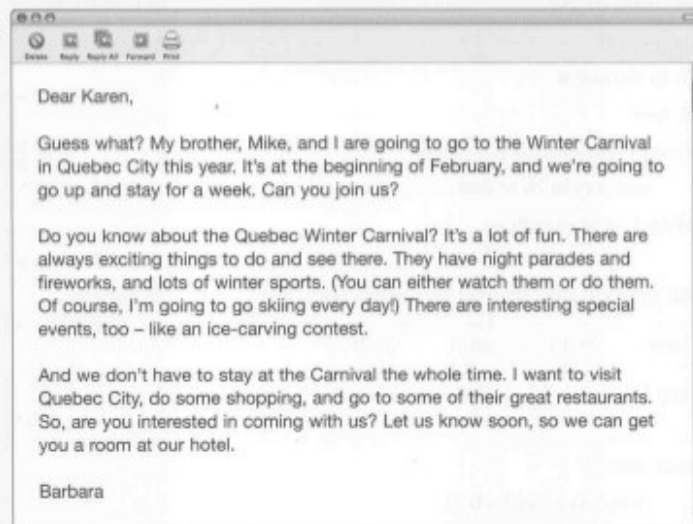 Delete Reply Reply All Forward Print
Dear Karen,
Guess what? My brother, Mike, and I are going to go to the Winter Carnival
in Quebec City this year. It's at the beginning of February, and we're going to
go up and stay for a week. Can you join us?
Do you know about the Quebec Winter Carnival? It's a lot of fun. There are
always exciting things to do and see there. They have night parades and
fireworks, and lots of winter sports. (You can either watch them or do them.
Of course, I'm going to go skiing every day!) There are interesting special
events, too – like an ice-carving contest.
And we don't have to stay at the Carnival the whole time. I want to visit
Quebec City, do some shopping, and go to some of their great restaurants.
So, are you interested in coming with us? Let us know soon, so we can get
you a room at our hotel.
Barbara